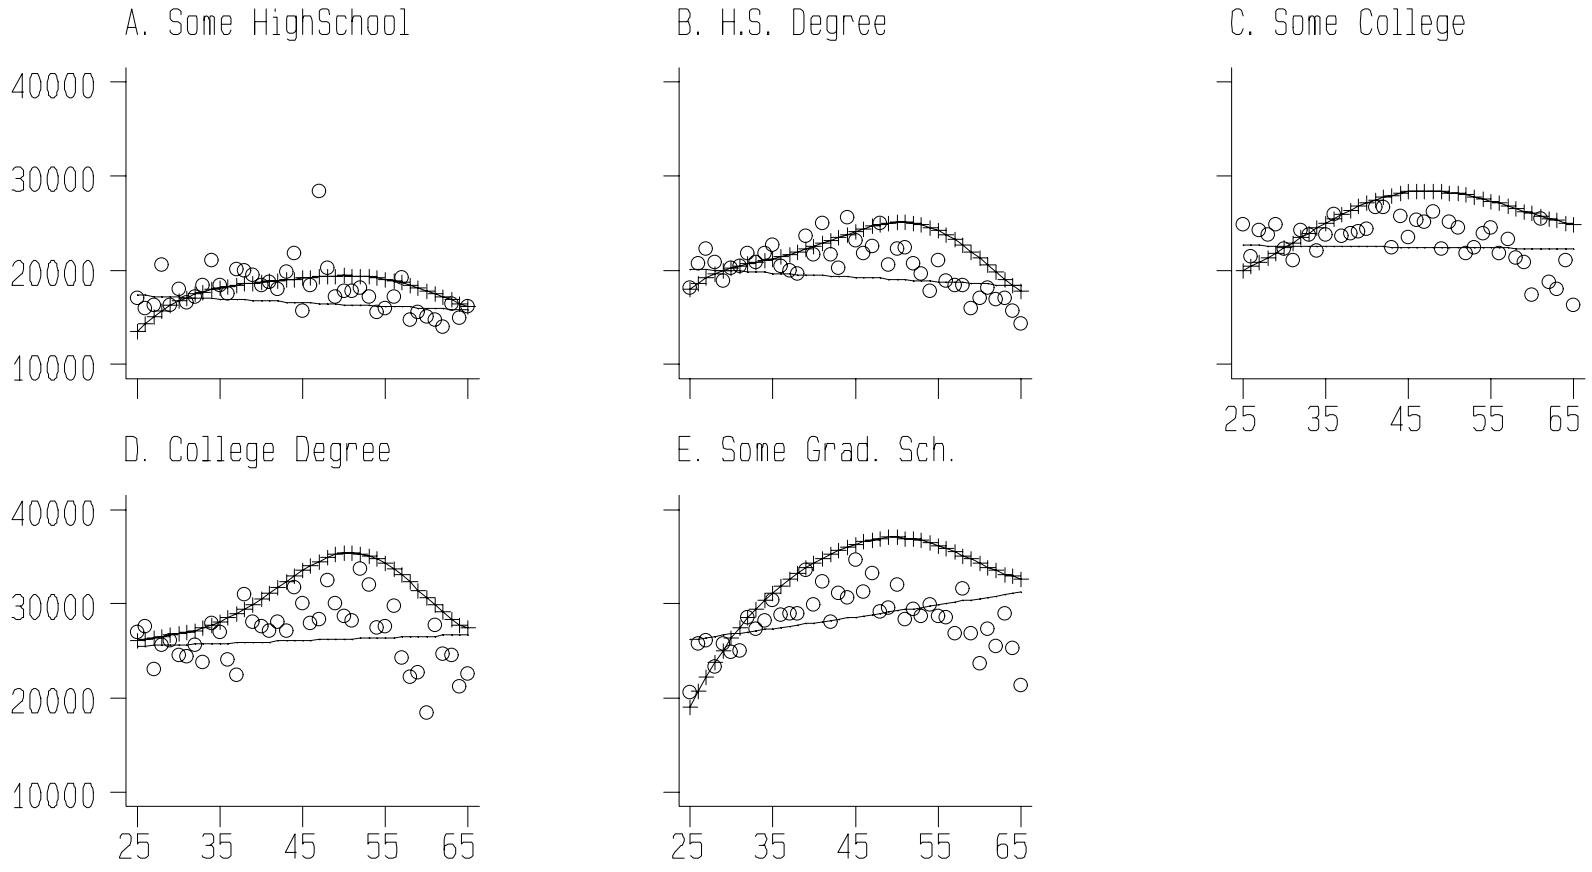 A. Some HighSchool
B. H.S. Degree
C. Some College
40000
30000
20000
10000
25 35 45 55 65
D. College Degree
E. Some Grad. Sch.
40000
30000
20000
10000
25 35 45 55 65
25 35 45 55 65